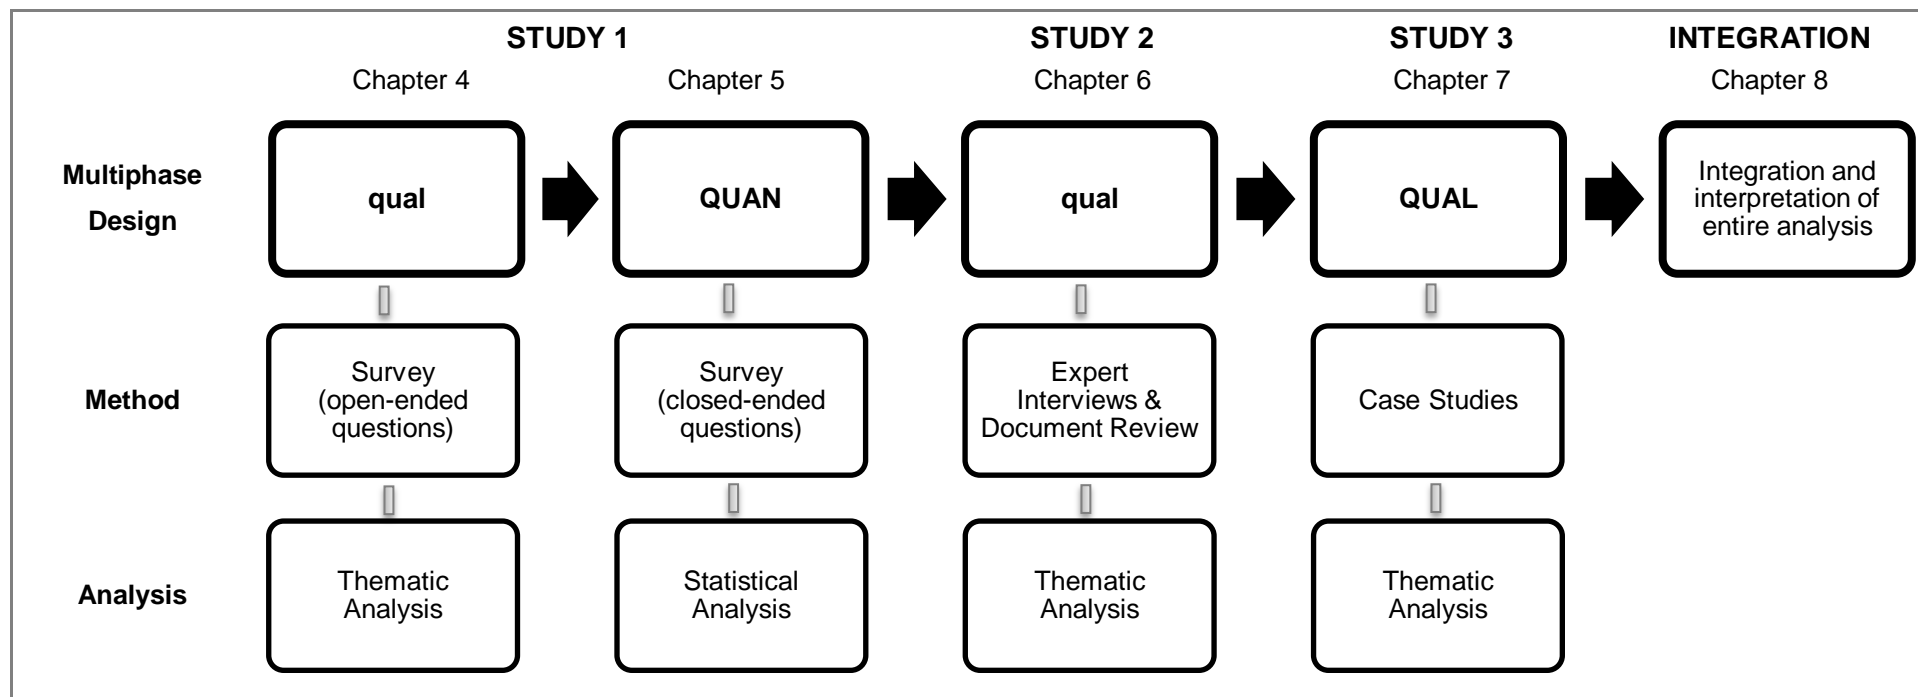 STUDY 1
STUDY 2
STUDY 3
INTEGRATION
Chapter 4
Chapter 5
Chapter 6
Chapter 7
Chapter 8
Multiphase
Design
qual
QUAN
qual
QUAL
Integration and
interpretation of
entire analysis
Method
Survey
(open-ended
questions)
Survey
(closed-ended
questions)
Expert
Interviews &
Document Review
Case Studies
Analysis
Thematic
Analysis
Statistical
Analysis
Thematic
Analysis
Thematic
Analysis